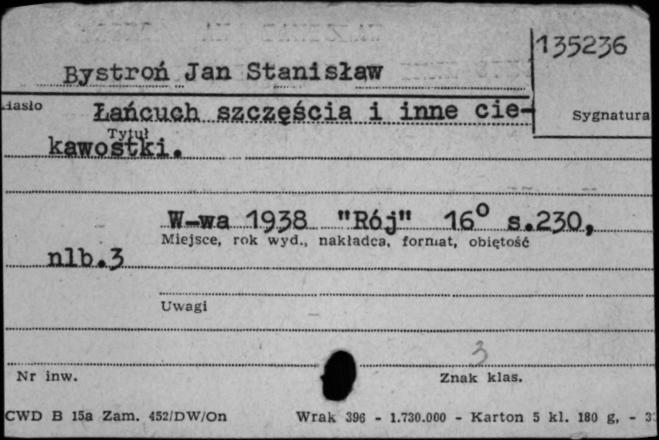 135236
Bystroń Jan Stanisław
Łańcuch szczęścia i inne cie-
Sygnatura
Tytuł
kawostki.
W-wa 1938 "Rój" 16° s.230,
Miejsce, rok wyd., nakładca, format, objętość
nlb.3
Uwagi
3
Nr inw.
Znak klas.
CWD B 15a Zam. 452/DW/On Wrak 396 - 1.730.000 - Karton 5 kl. 180 g, -